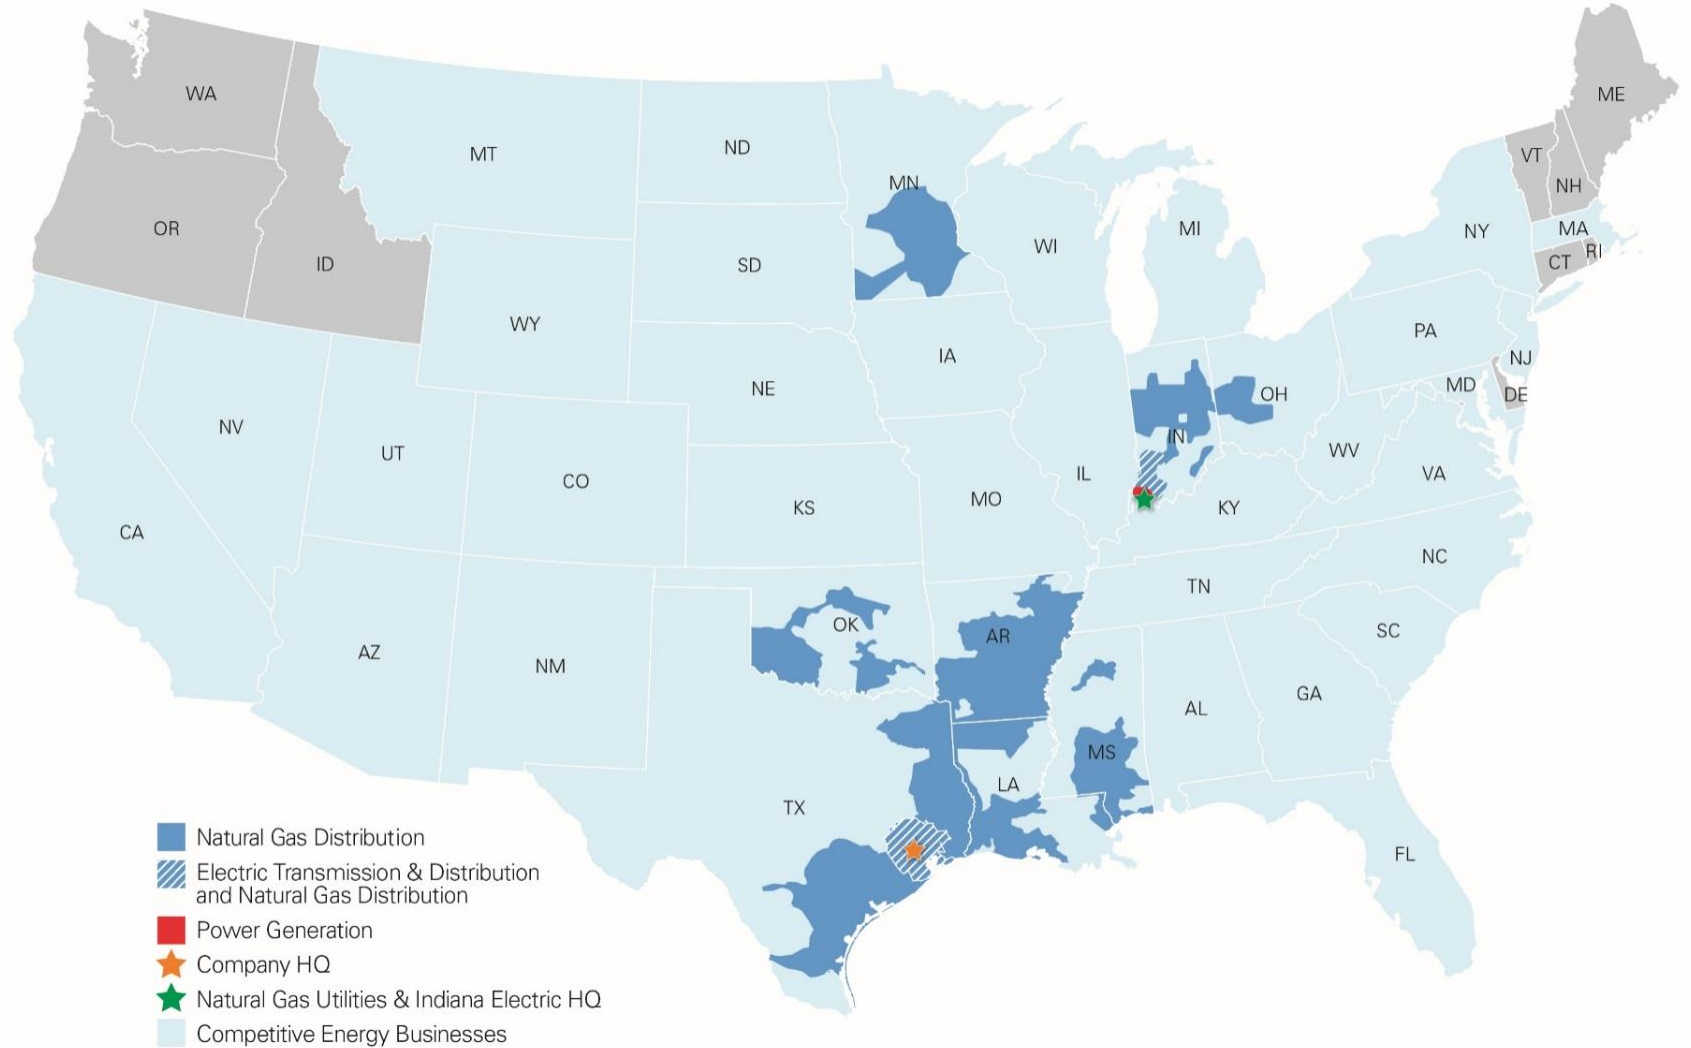 WA
ME
MT
ND
MN
VT
NH
OR
ID
SD
WI
MI
NY
MA
CT
RI
WY
IA
PA
NJ
NE
OH
MD
DE
NV
UT
CO
IN
IL
WV
VA
CA
KS
MO
KY
NC
TN
AZ
NM
OK
AR
SC
AL
GA
MS
LA
TX
FL
Natural Gas Distribution
Electric Transmission & Distribution
and Natural Gas Distribution
Power Generation
Company HQ
Natural Gas Utilities & Indiana Electric HQ
Competitive Energy Businesses